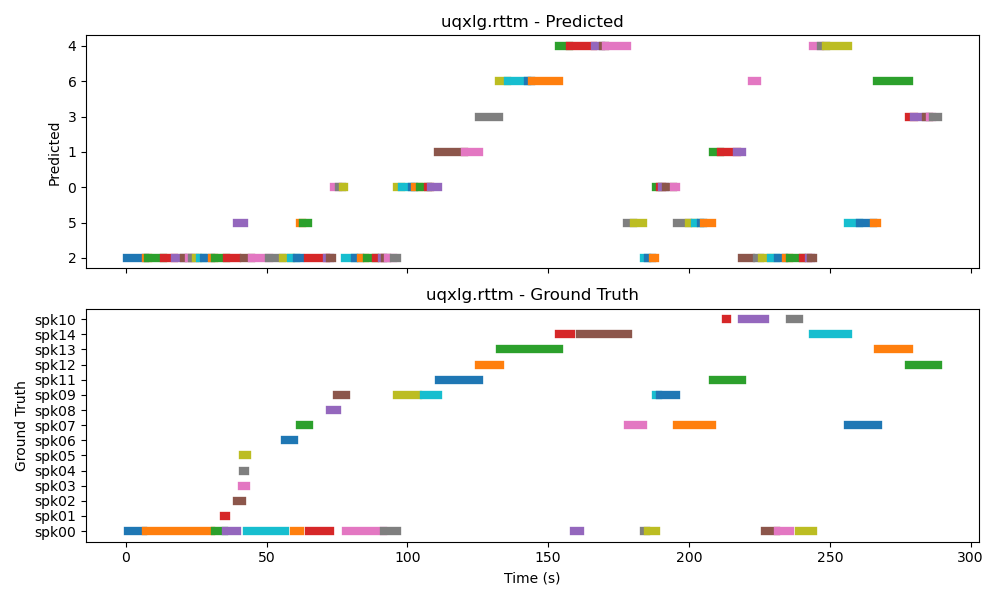 uqxlg.rttm - Predicted
Predicted
4
6
3
1
0
5
2
uqxlg.rttm - Ground Truth
Ground Truth
spk10
spk14
spk13
spk12
spk11
spk09
spk08
spk07
spk06
spk05
spk04
spk03
spk02
spk01
spk00
0 50 100 150 200 250 300
Time (s)